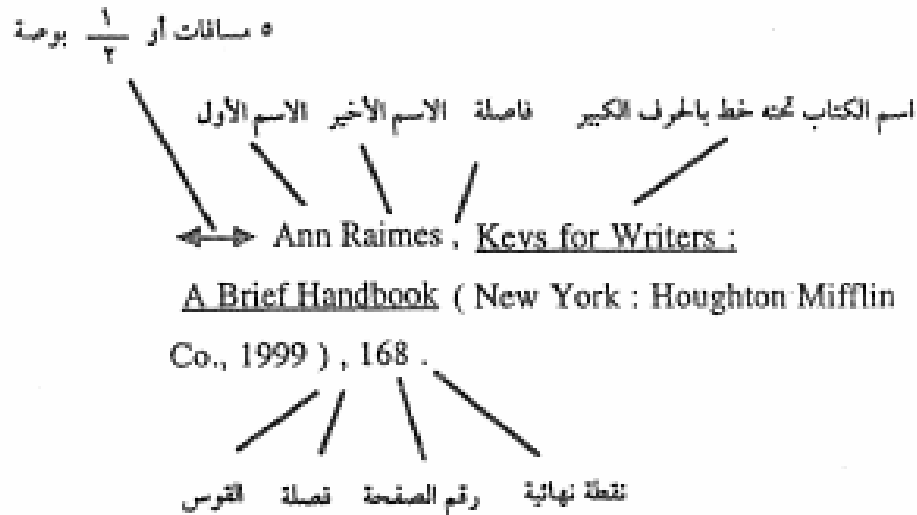 ٥ مسافات أو ١/٢ بوصة
الاسم الأول الاسم الأخير فاصلة اسم الكتاب تحته خط بالحرف الكبير
Ann Raimes , Keys for Writers :
A Brief Handbook ( New York : Houghton Mifflin
Co., 1999 ) , 168 .
القوس فصلة رقم الصفحة نقطة نهائية